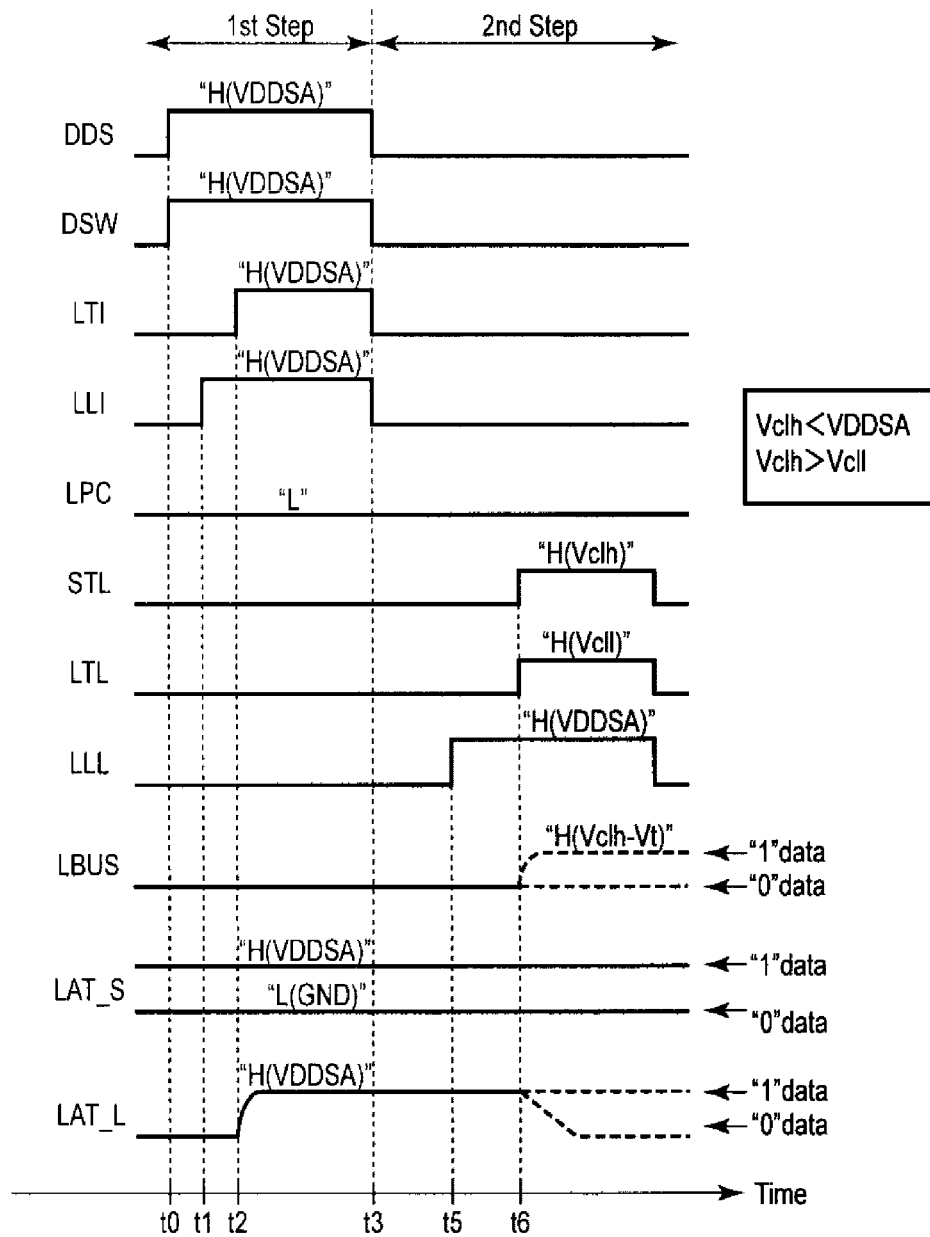 1st Step 2nd Step
“H(VDDSA)”
DDS
“H(VDDSA)”
DSW
“H(VDDSA)”
LTI
“H(VDDSA)”
LLI
Vclh<VDDSA
Vclh>Vcll
LPC “L”
“H(Vclh)”
STL
“H(Vcll)”
LTL
“H(VDDSA)”
LLL
“H(Vclh-Vt)”
LBUS
“1”data
“0”data
“H(VDDSA)”
“1”data
LAT_S
“L(GND)”
“0”data
“H(VDDSA)”
“1”data
LAT_L
“0”data
Time
t0 t1 t2 t3 t5 t6